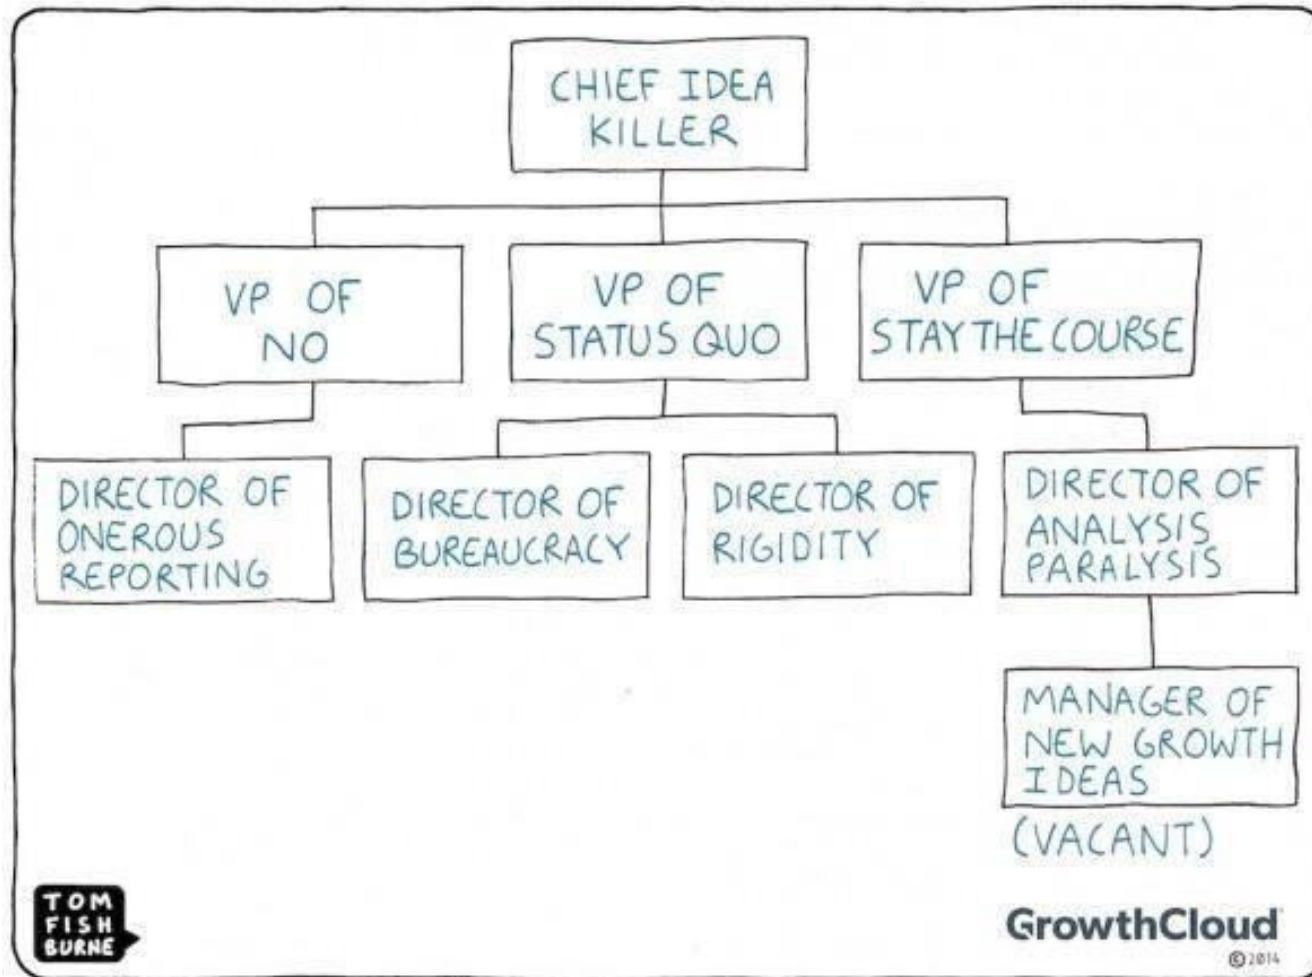 CHIEF IDEA
KILLER
VP OF
NO
VP OF
STATUS QUO
VP OF
STAY THE COURSE
DIRECTOR OF
ONEROUS
REPORTING
DIRECTOR OF
BUREAUCRACY
DIRECTOR OF
RIGIDITY
DIRECTOR OF
ANALYSIS
PARALYSIS
MANAGER OF
NEW GROWTH
IDEAS
(VACANT)
TOM
FISH
BURNE
GrowthCloud
©2014